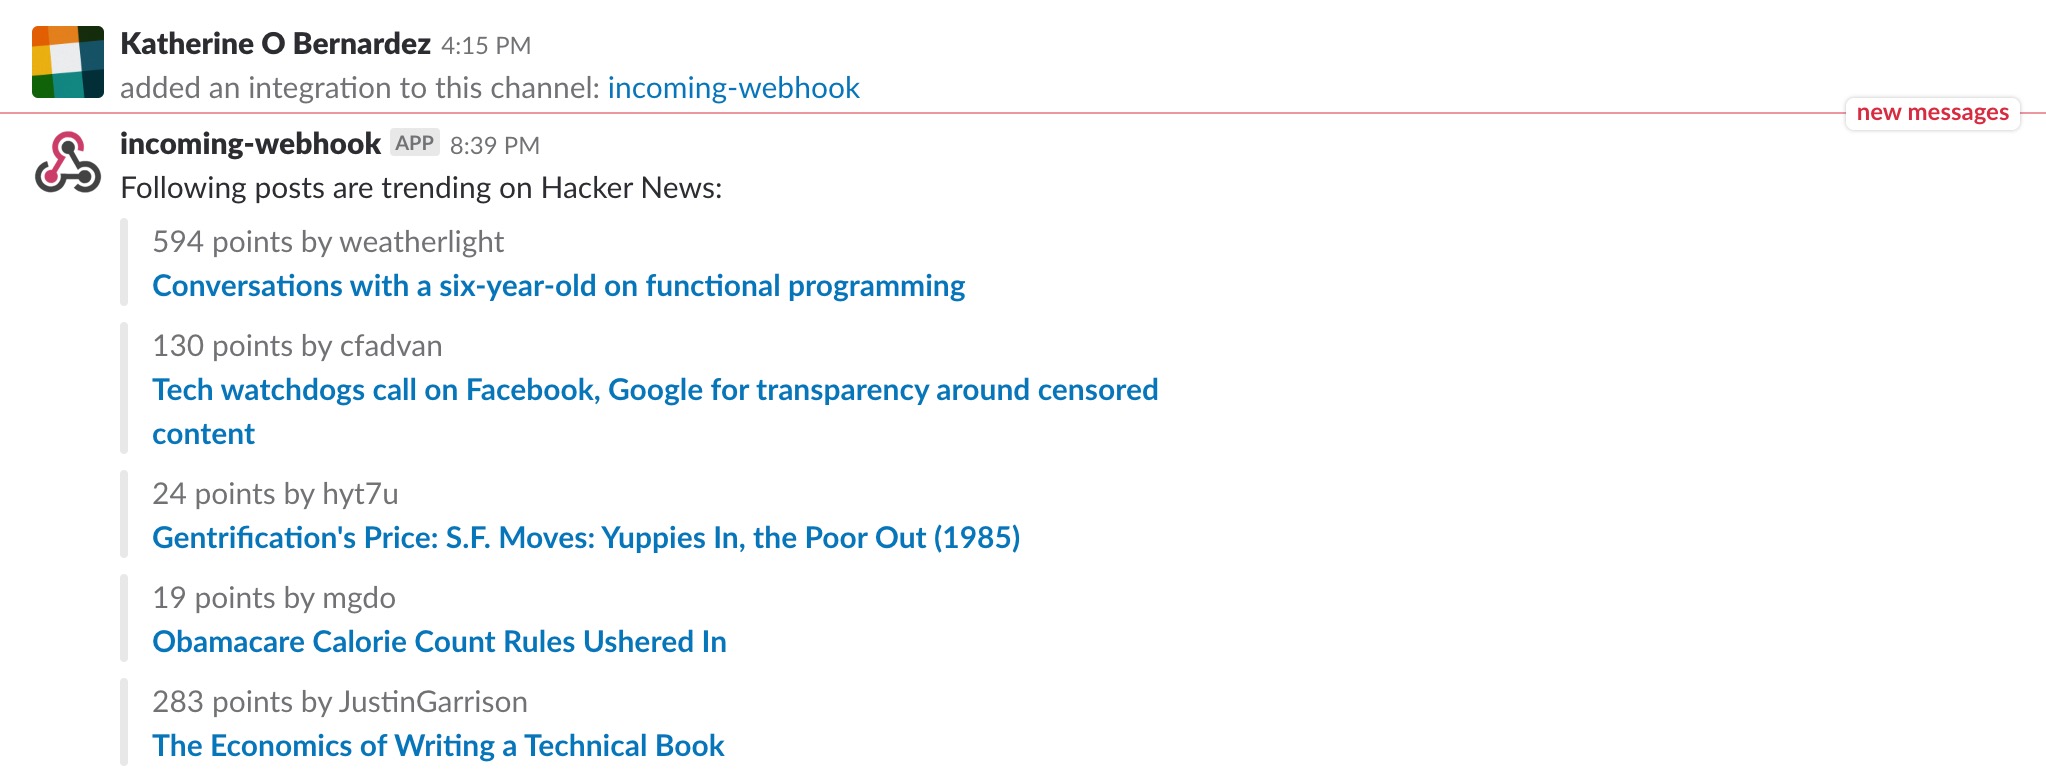 Katherine O Bernardez 4:15 PM
added an integration to this channel: incoming-webhook
new messages
incoming-webhook APP 8:39 PM
Following posts are trending on Hacker News:
594 points by weatherlight
Conversations with a six-year-old on functional programming
130 points by cfadvan
Tech watchdogs call on Facebook, Google for transparency around censored
content
24 points by hyt7u
Gentrification's Price: S.F. Moves: Yuppies In, the Poor Out (1985)
19 points by mgdo
Obamacare Calorie Count Rules Ushered In
283 points by JustinGarrison
The Economics of Writing a Technical Book